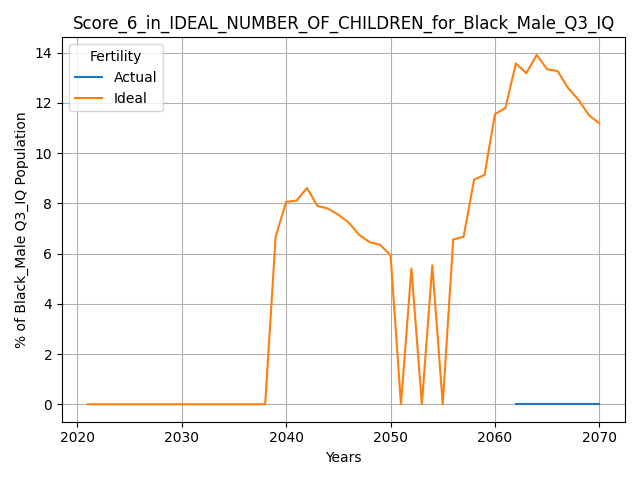 Score_6_in_IDEAL_NUMBER_OF_CHILDREN_for_Black_Male_Q3_IQ
Fertility
Actual
Ideal
% of Black_Male Q3_IQ Population
14
12
10
8
6
4
2
0
2020 2030 2040 2050 2060 2070
Years